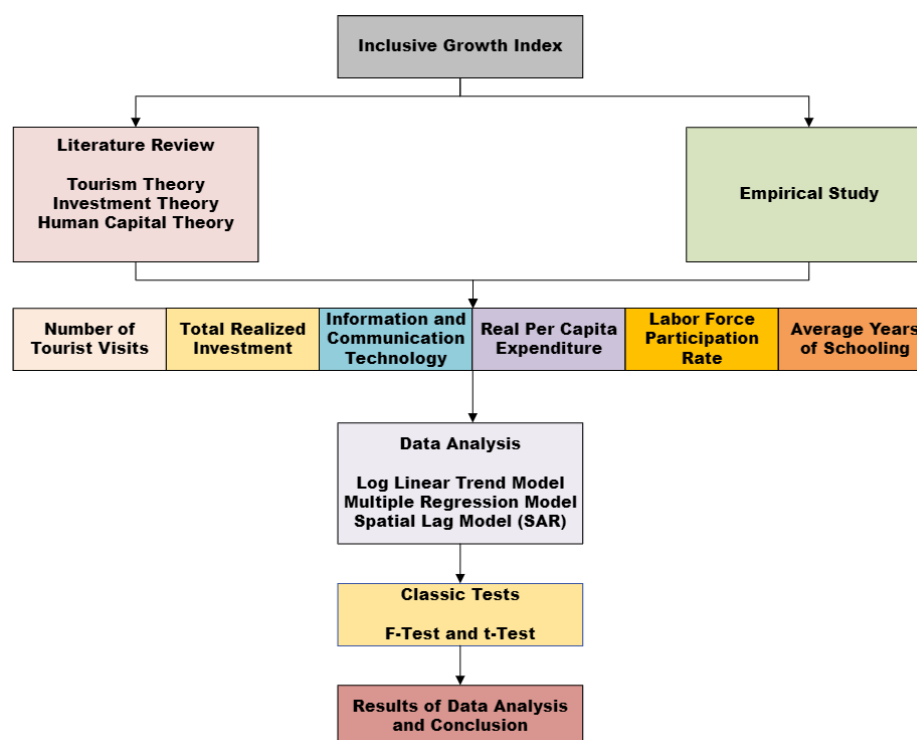 Inclusive Growth Index
Literature Review
Tourism Theory
Investment Theory
Human Capital Theory
Empirical Study
Number of
Tourist Visits
Total Realized
Investment
Information and
Communication
Technology
Real Per Capita
Expenditure
Labor Force
Participation
Rate
Average Years
of Schooling
Data Analysis
Log Linear Trend Model
Multiple Regression Model
Spatial Lag Model (SAR)
Classic Tests
F-Test and t-Test
Results of Data Analysis
and Conclusion